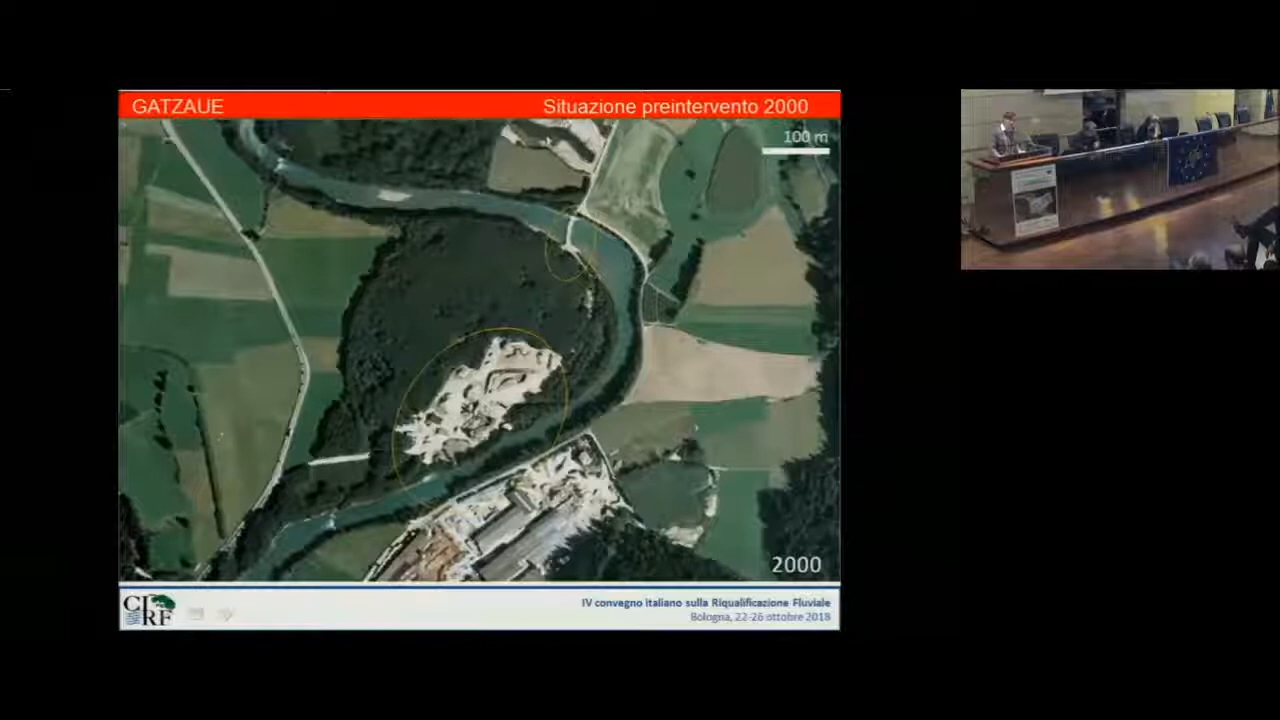 GATZAUE
Situazione preintervento 2000
100 m
2000
CIRF
IV convegno italiano sulla Riqualificazione Fluviale
Bologna, 22-26 ottobre 2018